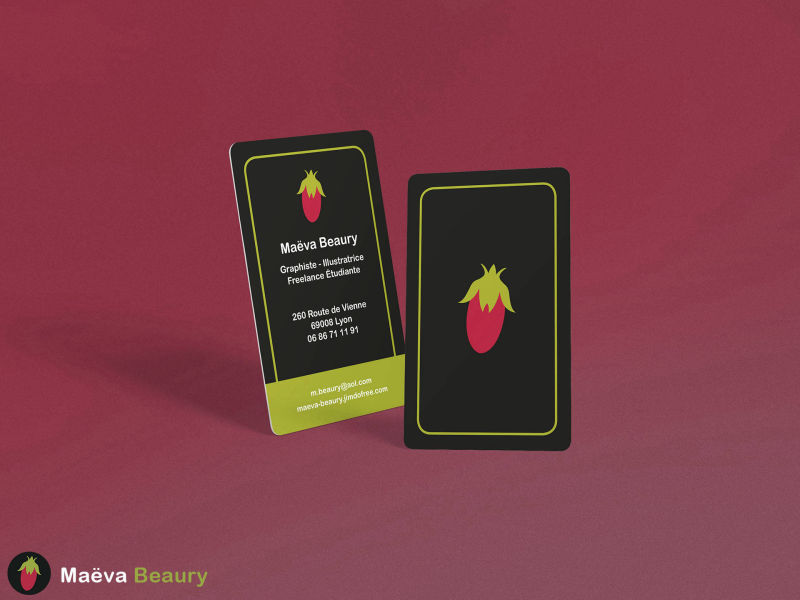 Maëva Beaury
Graphiste - Illustratrice
Freelance Étudiante
260 Route de Vienne
69008 Lyon
06 86 71 11 91
m.beaury@aol.com
maeva-beaury.jimdofree.com
Maëva Beaury